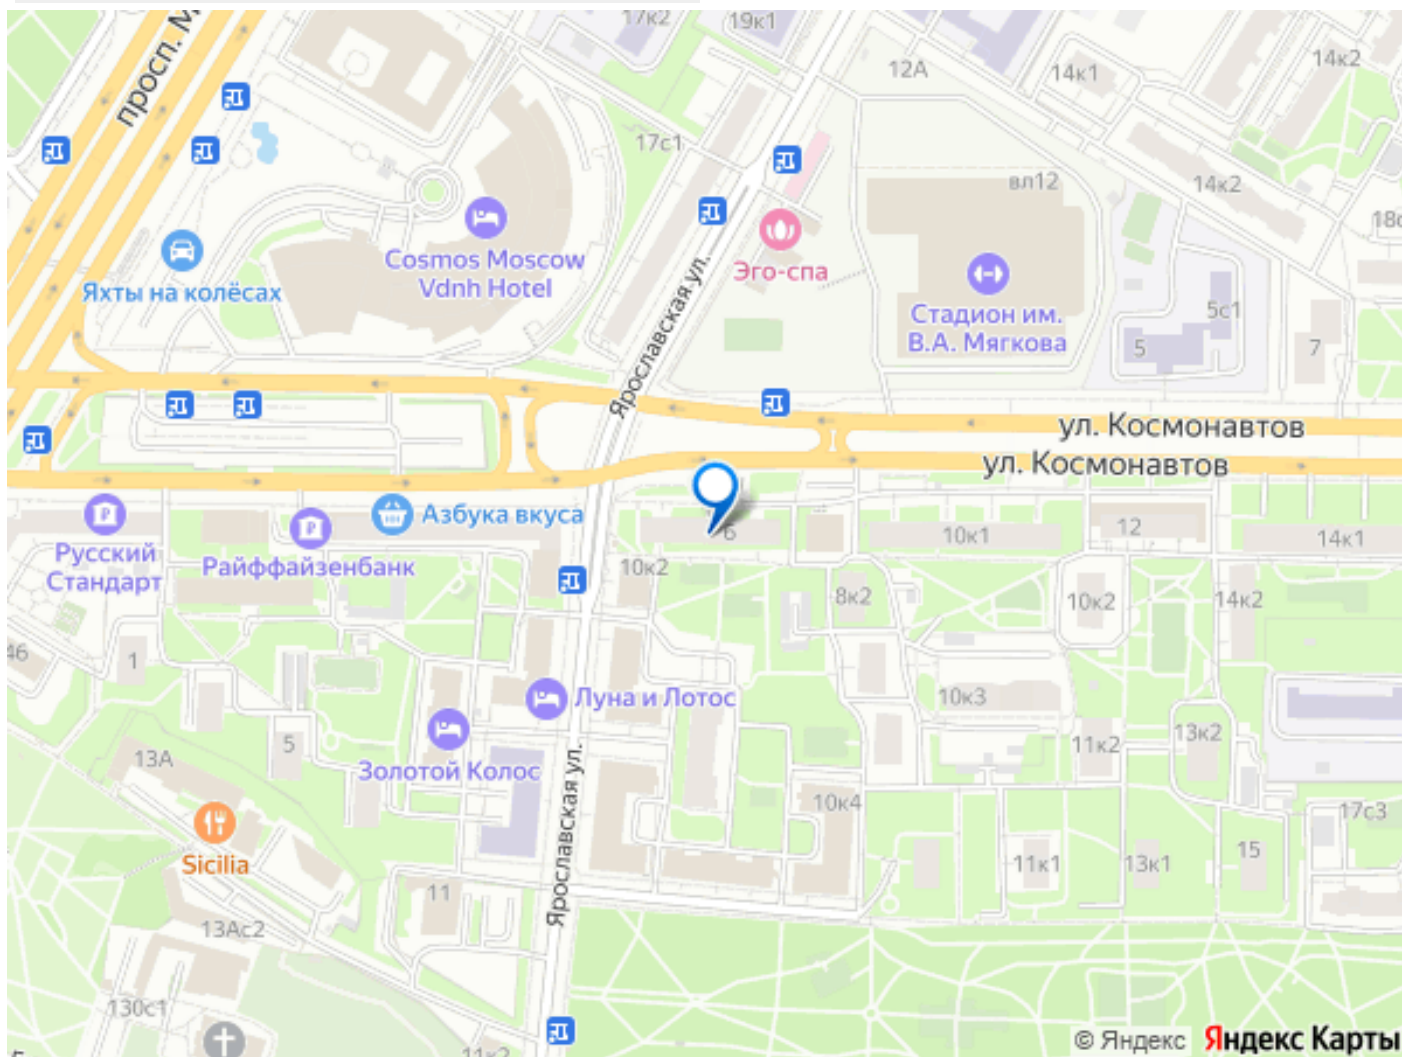 17к2
19к1
просп. М
12А
14к1
14к2
17с1
вл12
14к2
18с
Cosmos Moscow
Vdnh Hotel
Эго-спа
Яхты на колёсах
Стадион им.
В.А. Мягкова
5с1
5
7
Ярославская ул.
ул. Космонавтов
ул. Космонавтов
Азбука вкуса
Русский
Стандарт
Райффайзенбанк
6
10к1
12
14к1
10к2
8к2
10к2
14к2
46
1
Луна и Лотос
10к3
13А
5
Золотой Колос
11к2
13к2
Ярославская ул.
10к4
17с3
Sicilia
11к1
13к1
15
11
13Ас2
130с1
11к2
© Яндекс Яндекс Карты